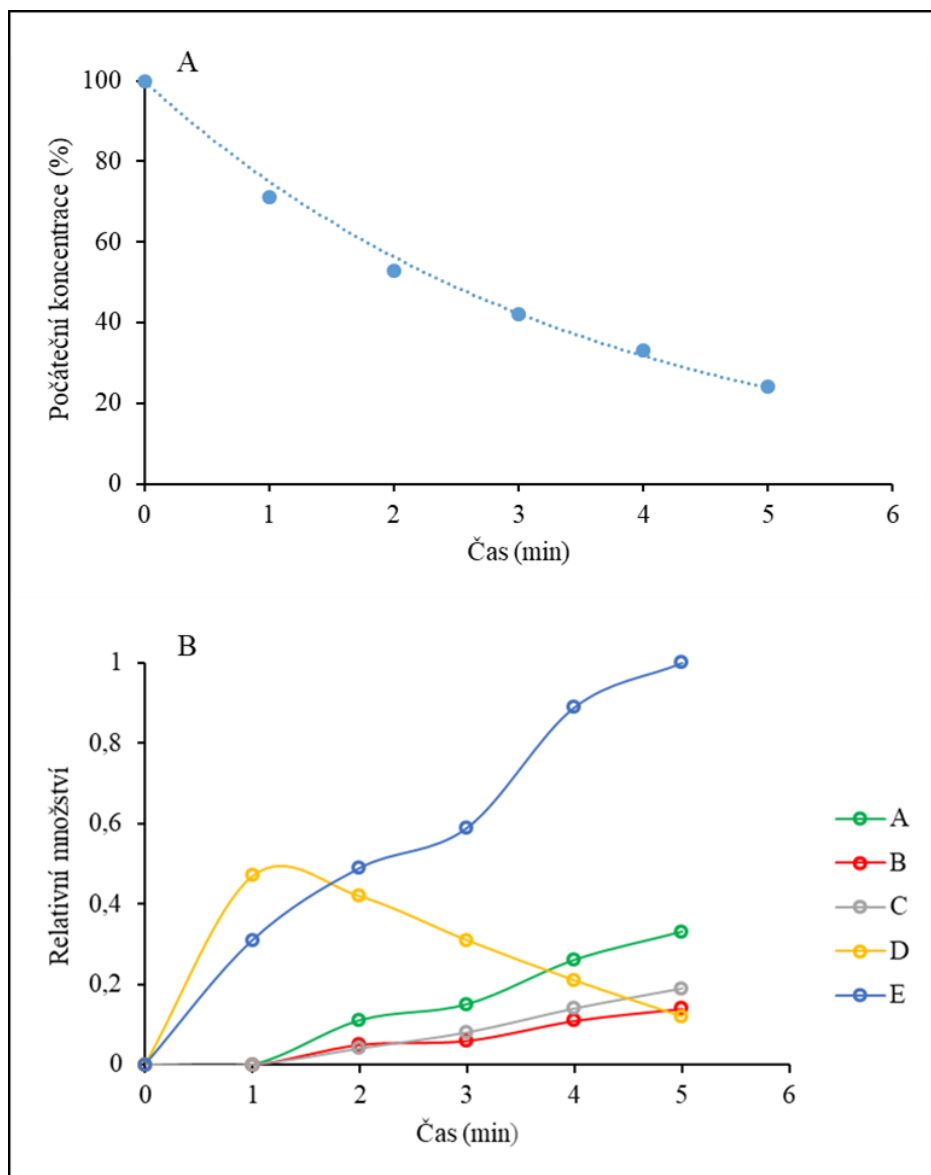 A
100
80
60
40
20
0
Počáteční koncentrace (%)
0 1 2 3 4 5 6
Čas (min)
B
1
0,8
0,6
0,4
0,2
0
Relativní množství
0 1 2 3 4 5 6
Čas (min)
A
B
C
D
E